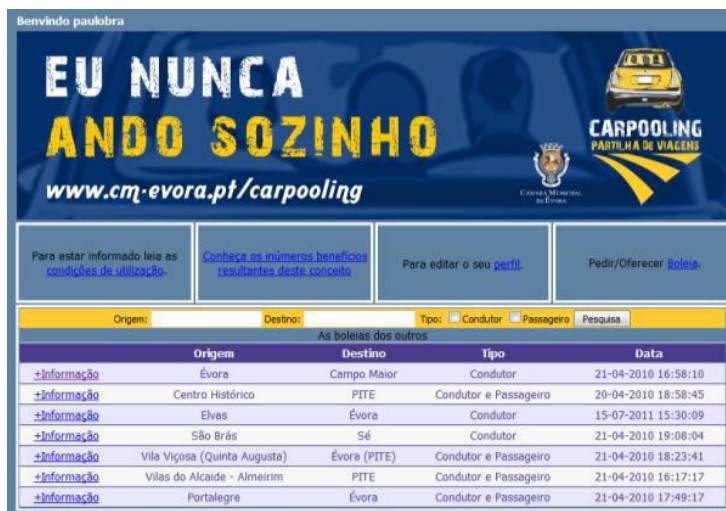 Benvindo paulobra
EU NUNCA
ANDO SOZINHO
www.cm-evora.pt/carpooling
CÂMARA MUNICIPAL
DE ÉVORA
CARPOOLING
PARTILHA DE VIAGENS
Para estar informado leia as
condições de utilização.
Conheça os inúmeros benefícios
resultantes deste conceito
Para editar o seu perfil.
Pedir/Oferecer Boleia.
Origem: Destino: Tipo: Condutor Passageiro Pesquisa
As boleias dos outros
Origem Destino Tipo Data
+Informação Évora Campo Maior Condutor 21-04-2010 16:58:10
+Informação Centro Histórico PITE Condutor e Passageiro 20-04-2010 18:58:45
+Informação Elvas Évora Condutor 15-07-2011 15:30:09
+Informação São Brás Sé Condutor 21-04-2010 19:08:04
+Informação Vila Viçosa (Quinta Augusta) Évora (PITE) Condutor e Passageiro 21-04-2010 18:23:41
+Informação Vilas do Alcaide - Almeirim PITE Condutor e Passageiro 21-04-2010 16:17:17
+Informação Portalegre Évora Condutor e Passageiro 21-04-2010 17:49:17